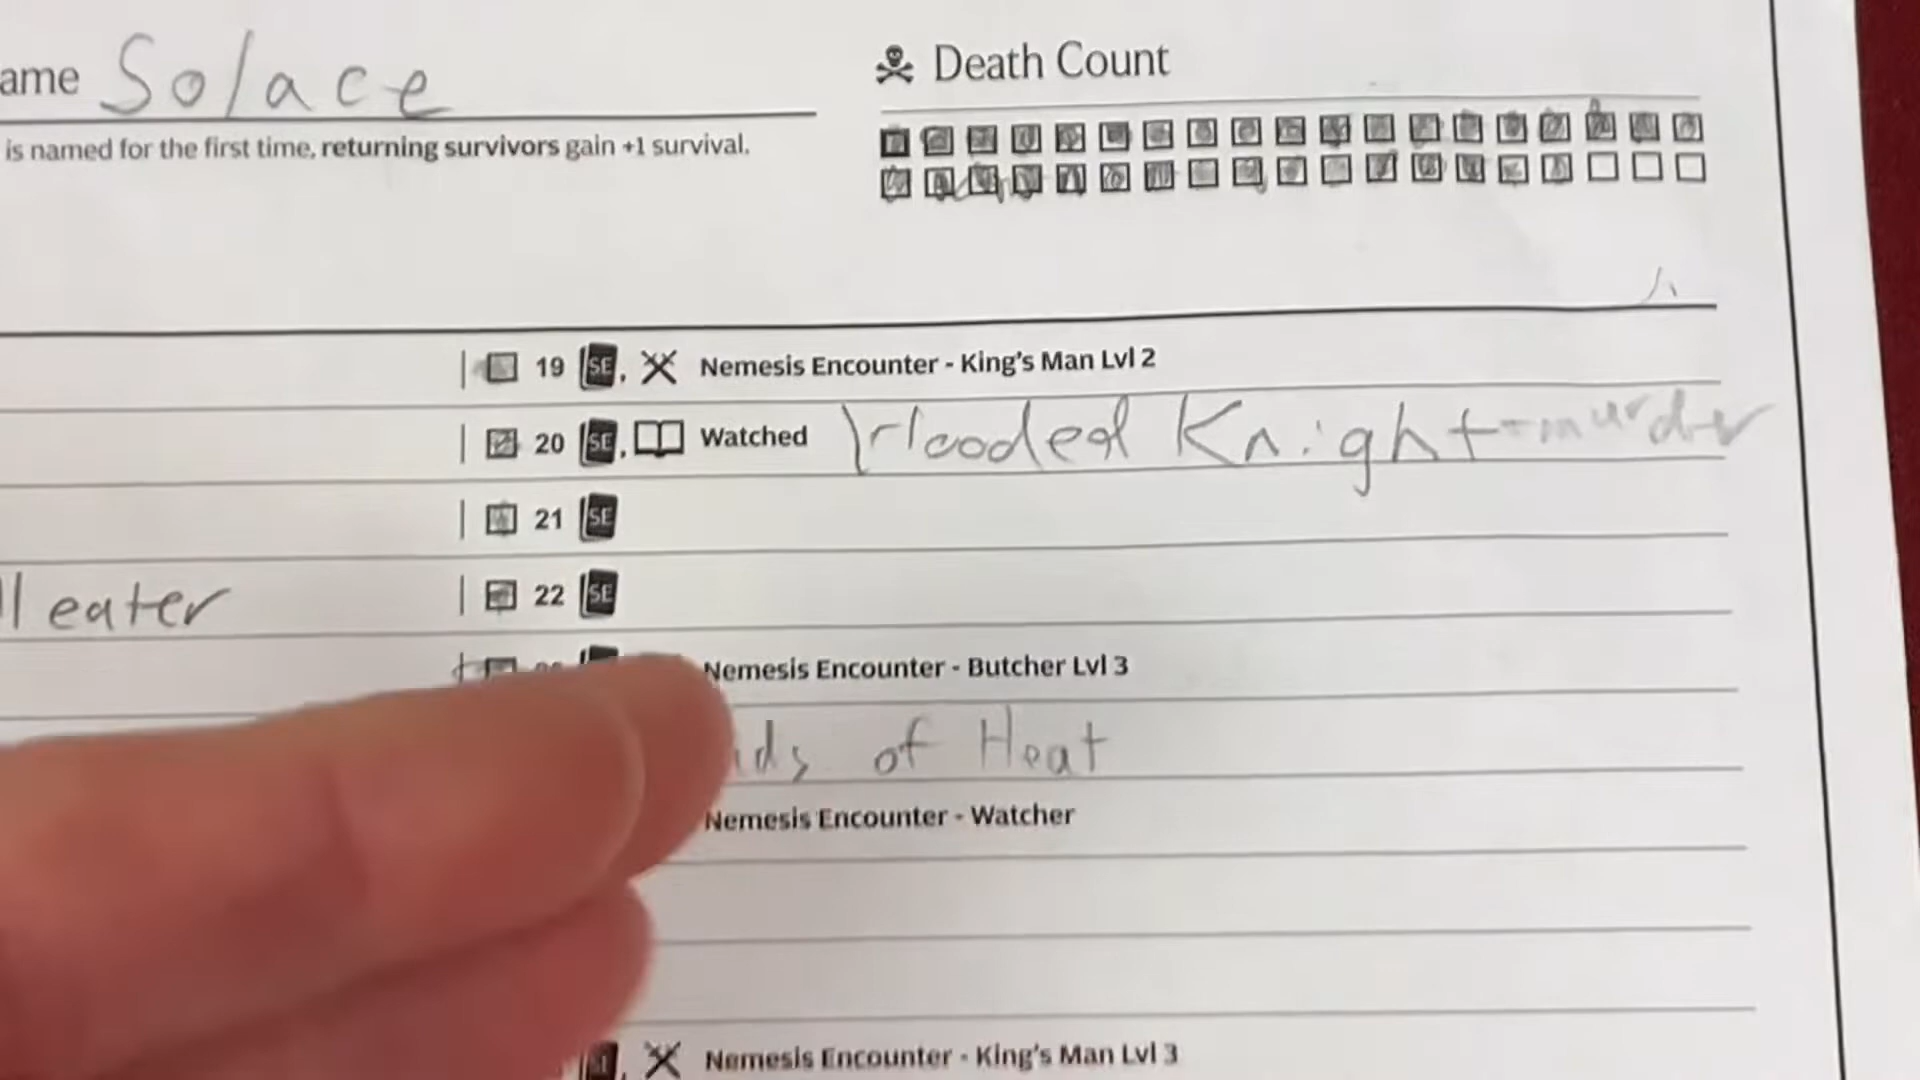 ame Solace
Death Count
is named for the first time, returning survivors gain +1 survival.
19 SE, Nemesis Encounter - King's Man Lvl 2
20 SE, Watched Hooded Knight - murder
21 SE
22 SE
eater
Nemesis Encounter - Butcher Lvl 3
of Heat
Nemesis Encounter - Watcher
Nemesis Encounter - King's Man Lvl 3